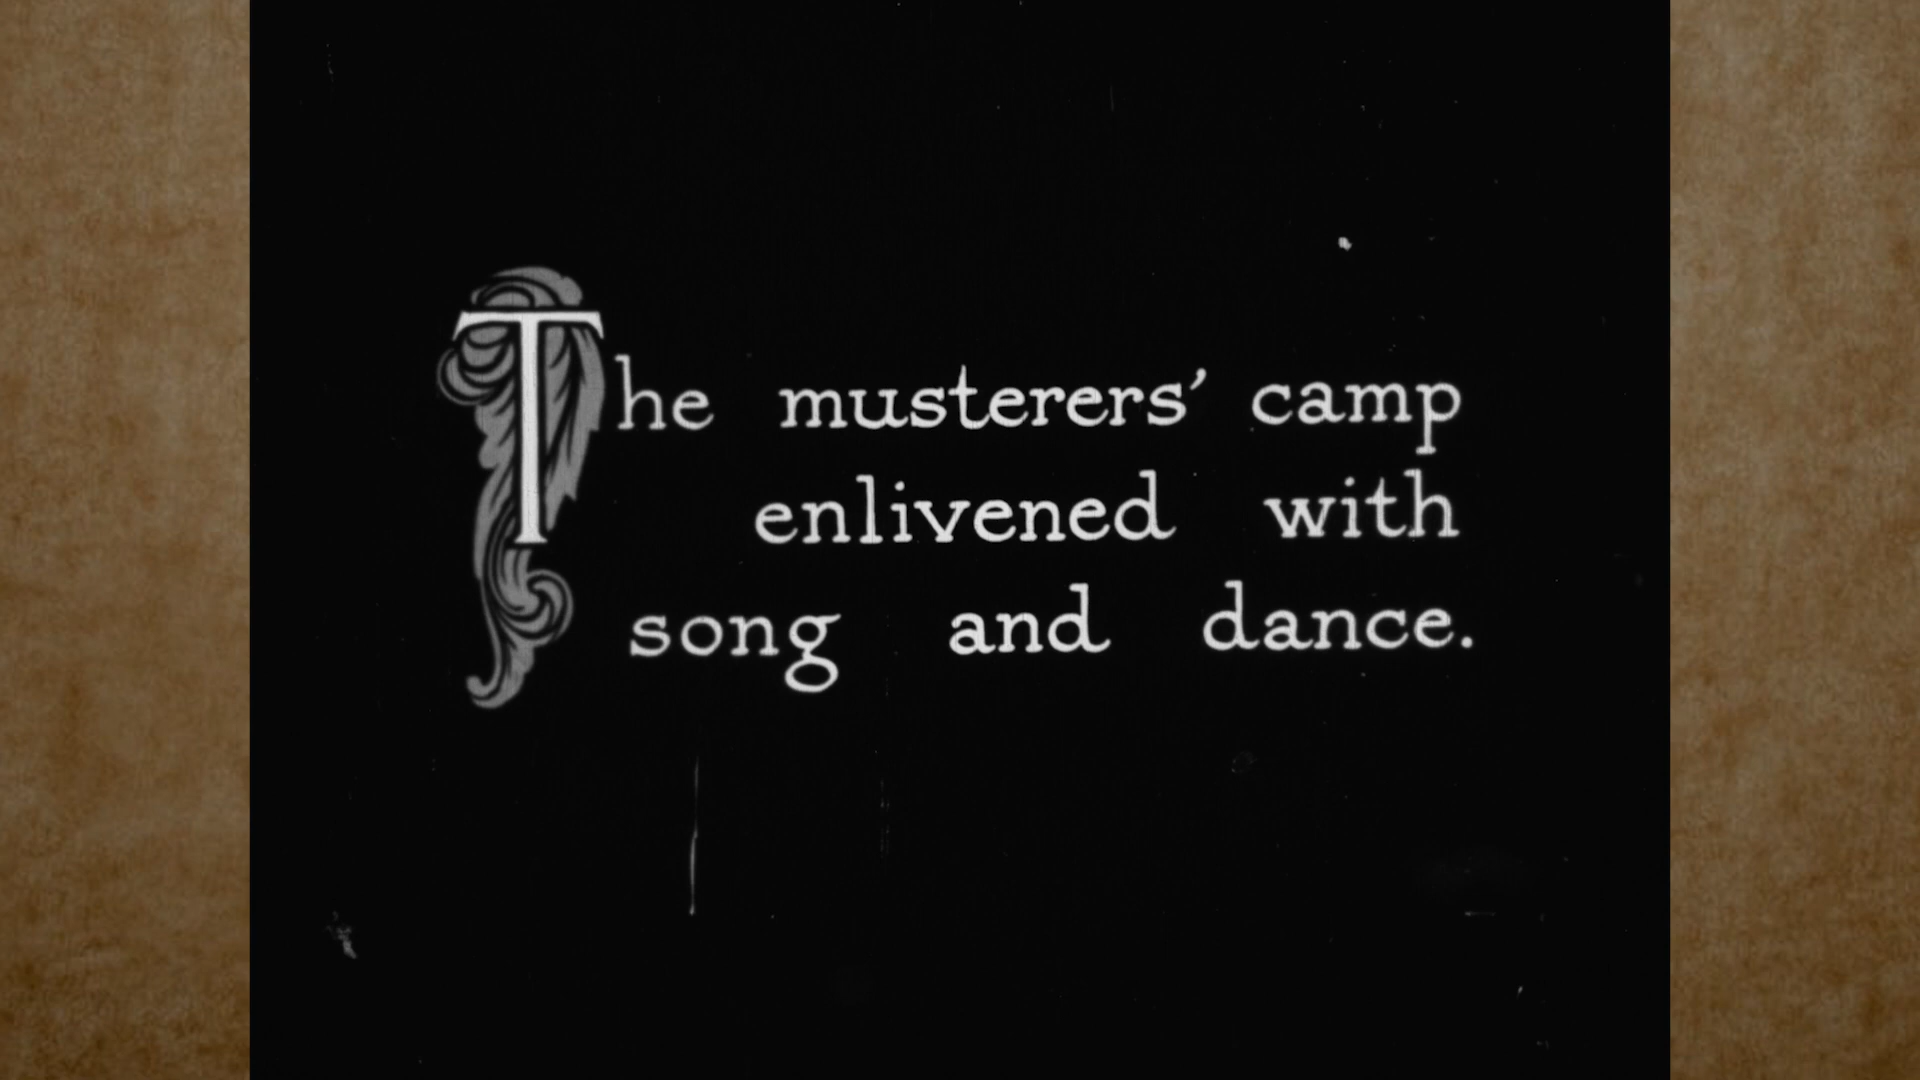 The musterers' camp
enlivened with
song and dance.